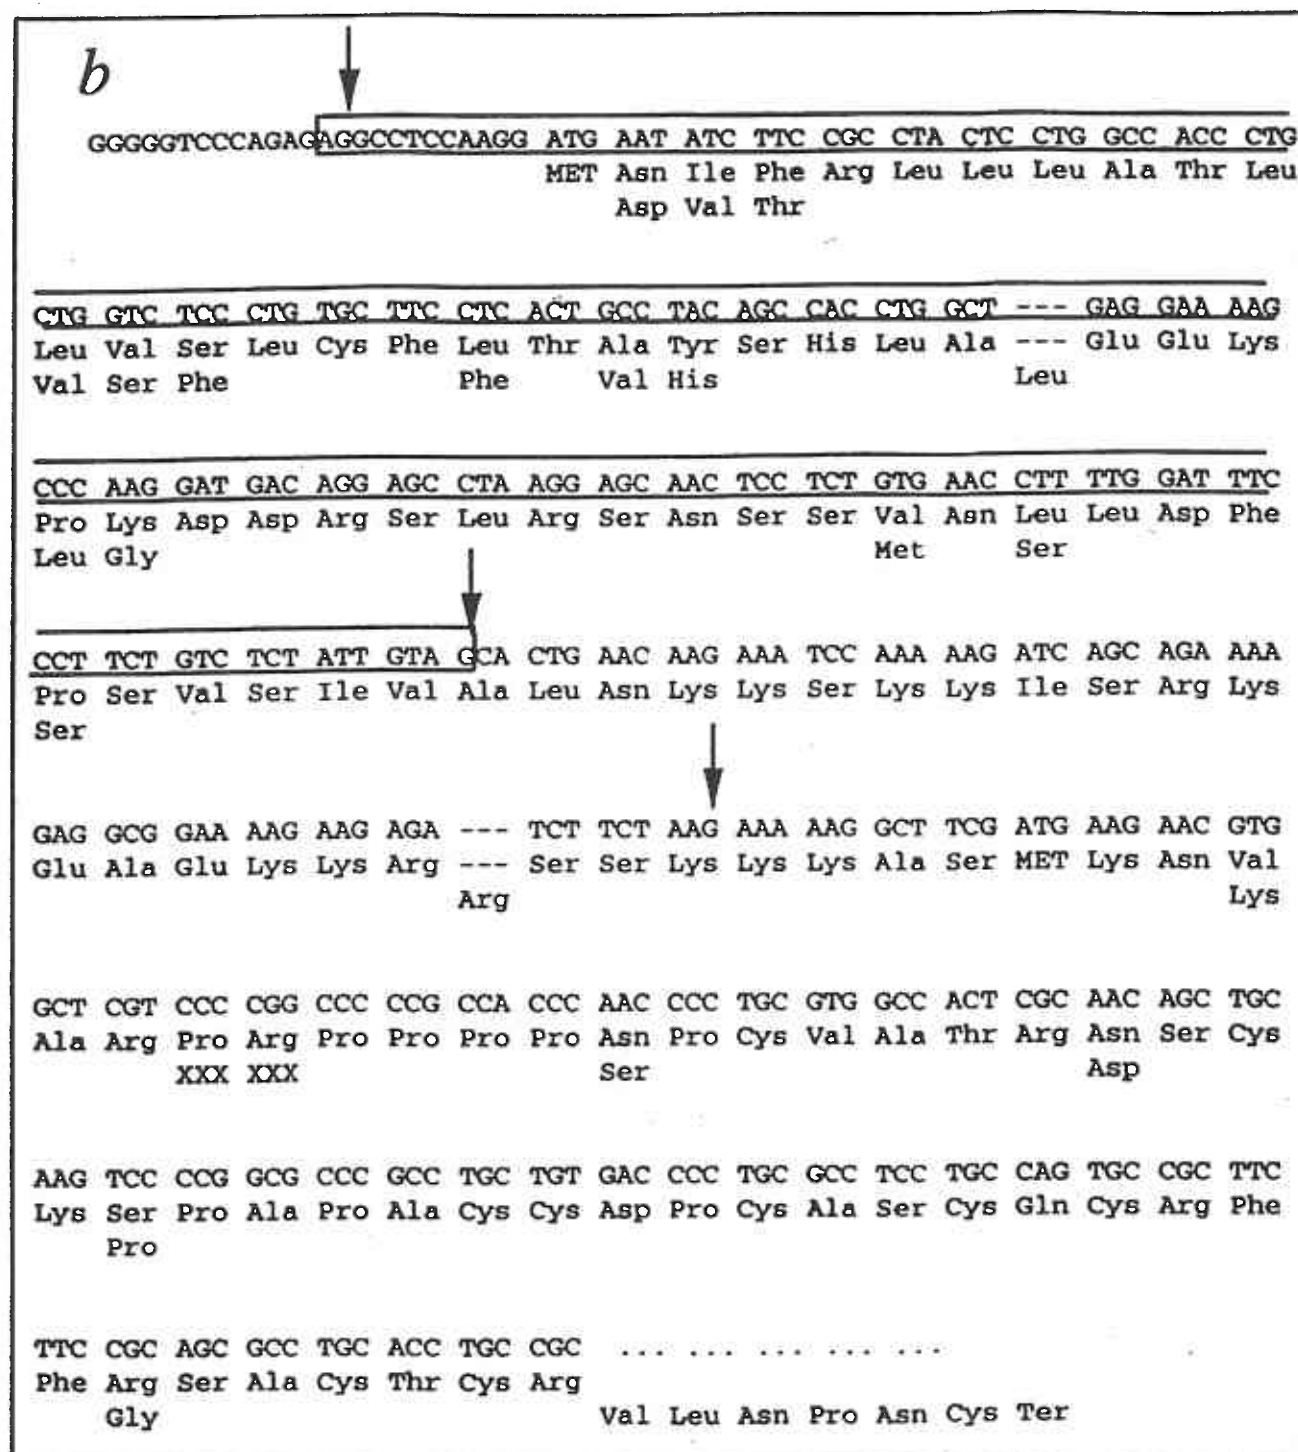 b
GGGGGTCCCAGAGAGGCCTCCAAGG ATG AAT ATC TTC CGC CTA CTC CTG GCC ACC CTG
MET Asn Ile Phe Arg Leu Leu Leu Ala Thr Leu
Asp Val Thr
CTG GTC TCC CTG TGC TTC CTC ACT GCC TAC AGC CAC CTG GCT --- GAG GAA AAG
Leu Val Ser Leu Cys Phe Leu Thr Ala Tyr Ser His Leu Ala --- Glu Glu Lys
Val Ser Phe Phe Val His Leu
CCC AAG GAT GAC AGG AGC CTA AGG AGC AAC TCC TCT GTG AAC CTT TTG GAT TTC
Pro Lys Asp Asp Arg Ser Leu Arg Ser Asn Ser Ser Val Asn Leu Leu Asp Phe
Leu Gly Met Ser
CCT TCT GTC TCT ATT GTA GCA CTG AAC AAG AAA TCC AAA AAG ATC AGC AGA AAA
Pro Ser Val Ser Ile Val Ala Leu Asn Lys Lys Ser Lys Lys Ile Ser Arg Lys
Ser
GAG GCG GAA AAG AAG AGA --- TCT TCT AAG AAA AAG GCT TCG ATG AAG AAC GTG
Glu Ala Glu Lys Lys Arg --- Ser Ser Lys Lys Lys Ala Ser MET Lys Asn Val
Arg Lys
GCT CGT CCC CGG CCC CCG CCA CCC AAC CCC TGC GTG GCC ACT CGC AAC AGC TGC
Ala Arg Pro Arg Pro Pro Pro Pro Asn Pro Cys Val Ala Thr Arg Asn Ser Cys
XXX XXX Ser Asp
AAG TCC CCG GCG CCC GCC TGC TGT GAC CCC TGC GCC TCC TGC CAG TGC CGC TTC
Lys Ser Pro Ala Pro Ala Cys Cys Asp Pro Cys Ala Ser Cys Gln Cys Arg Phe
Pro
TTC CGC AGC GCC TGC ACC TGC CGC ... ... ... ... ...
Phe Arg Ser Ala Cys Thr Cys Arg
Gly Val Leu Asn Pro Asn Cys Ter